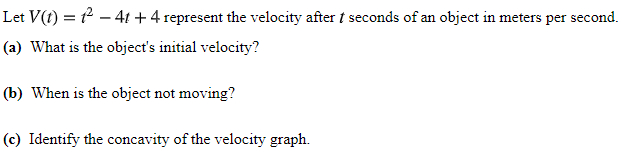 Let V(t) = t² − 4t + 4 represent the velocity after t seconds of an object in meters per second.
(a) What is the object's initial velocity?
(b) When is the object not moving?
(c) Identify the concavity of the velocity graph.